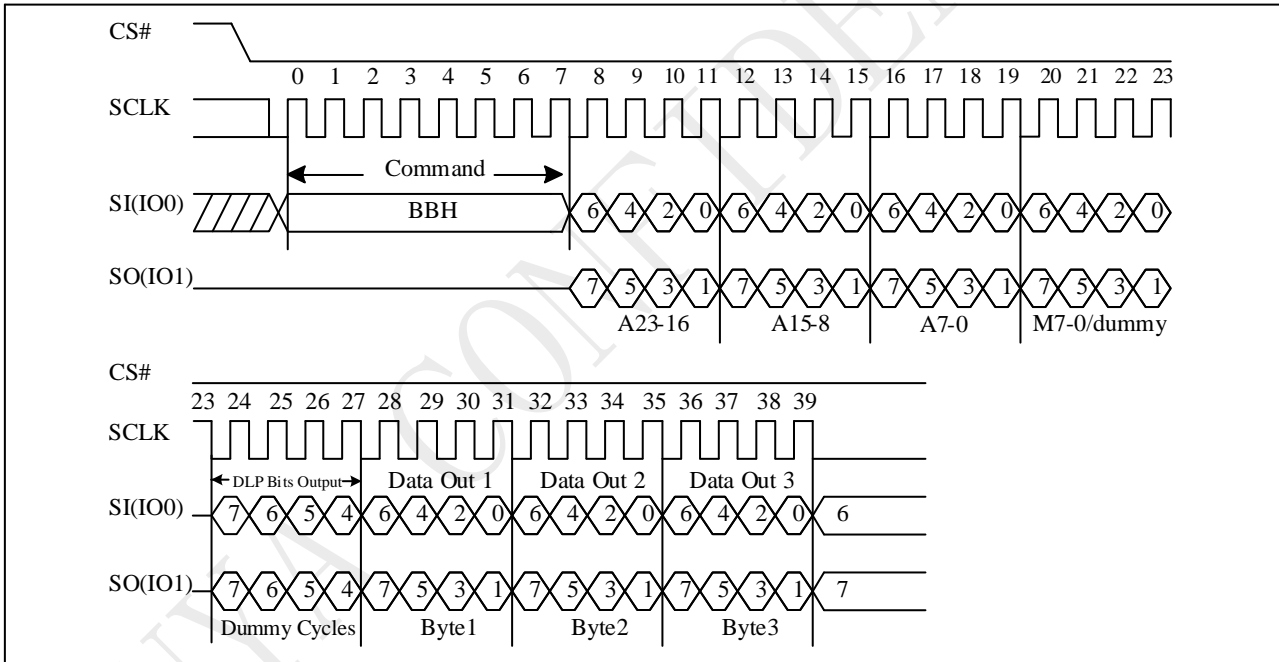 CS#
0 1 2 3 4 5 6 7 8 9 10 11 12 13 14 15 16 17 18 19 20 21 22 23
SCLK
Command
SI(IO0) BBH 6 4 2 0 6 4 2 0 6 4 2 0 6 4 2 0
SO(IO1) 7 5 3 1 7 5 3 1 7 5 3 1 7 5 3 1
A23-16 A15-8 A7-0 M7-0/dummy
CS#
23 24 25 26 27 28 29 30 31 32 33 34 35 36 37 38 39
SCLK
DLP Bits Output Data Out 1 Data Out 2 Data Out 3
SI(IO0) 7 6 5 4 6 4 2 0 6 4 2 0 6 4 2 0 6
SO(IO1) 7 6 5 4 7 5 3 1 7 5 3 1 7 5 3 1 7
Dummy Cycles Byte1 Byte2 Byte3